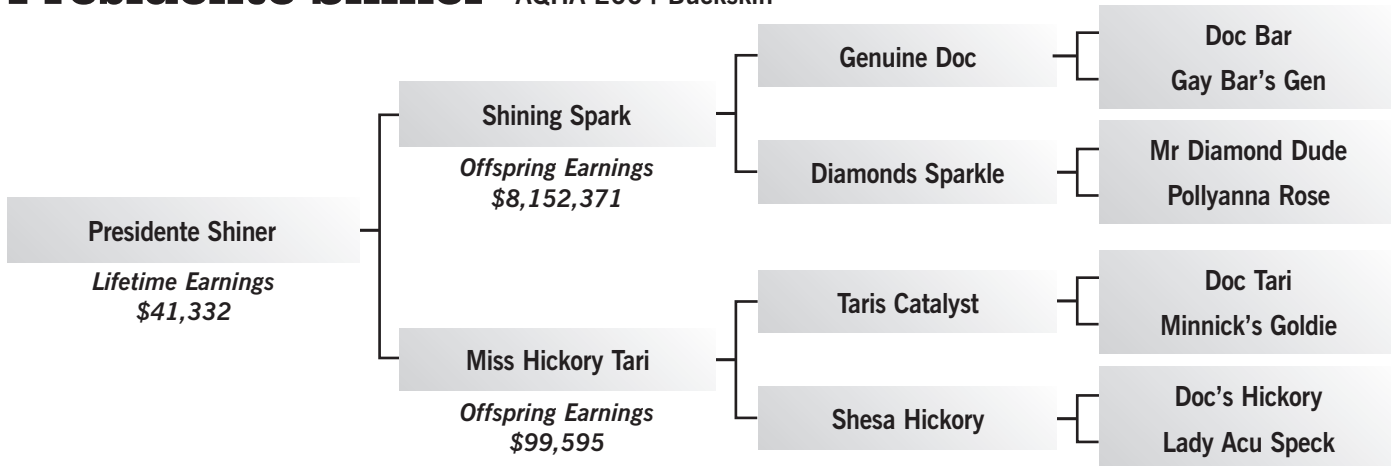 Presidente Shiner AQHA Buckskin
Genuine Doc
Doc Bar
Gay Bar's Gen
Shining Spark
Offspring Earnings
$8,152,371
Diamonds Sparkle
Mr Diamond Dude
Pollyanna Rose
Presidente Shiner
Lifetime Earnings
$41,332
Taris Catalyst
Doc Tari
Minnick's Goldie
Miss Hickory Tari
Offspring Earnings
$99,595
Shesa Hickory
Doc's Hickory
Lady Acu Speck